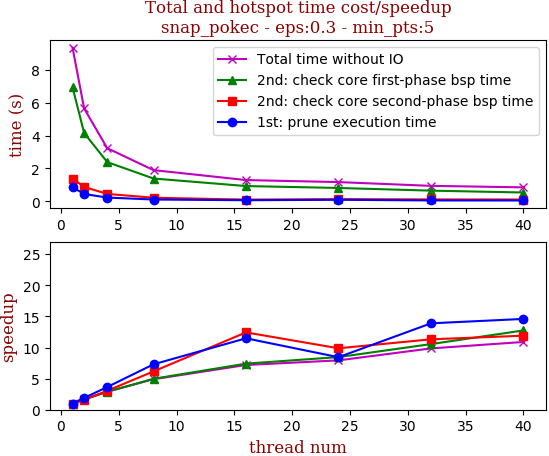 Total and hotspot time cost/speedup
snap_pokec - eps:0.3 - min_pts:5
time (s)
8
6
4
2
0
Total time without IO
2nd: check core first-phase bsp time
2nd: check core second-phase bsp time
1st: prune execution time
0 5 10 15 20 25 30 35 40
speedup
25
20
15
10
5
0
0 5 10 15 20 25 30 35 40
thread num